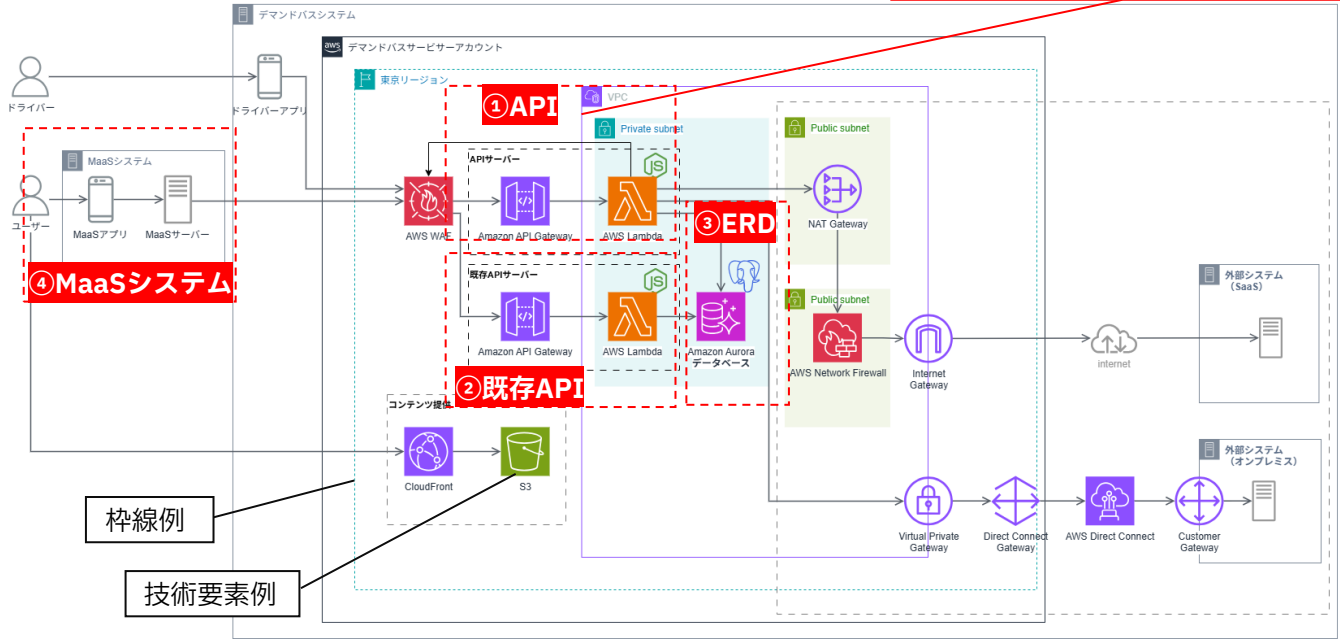 デマンドバスシステム
aws
デマンドバスサービサーアカウント
東京リージョン
VPC
ドライバー
ドライバーアプリ
①API
Private subnet
Public subnet
MaaSシステム
APIサーバー
JS
ユーザー
MaaSアプリ
MaaSサーバー
AWS WAF
Amazon API Gateway
AWS Lambda
③ERD
NAT Gateway
④MaaSシステム
既存APIサーバー
JS
Public subnet
外部システム
(SaaS)
Amazon API Gateway
AWS Lambda
Amazon Aurora
データベース
AWS Network Firewall
Internet
Gateway
internet
②既存API
コンテンツ提供
CloudFront
S3
外部システム
(オンプレミス)
枠線例
Virtual Private
Gateway
Direct Connect
Gateway
AWS Direct Connect
Customer
Gateway
技術要素例